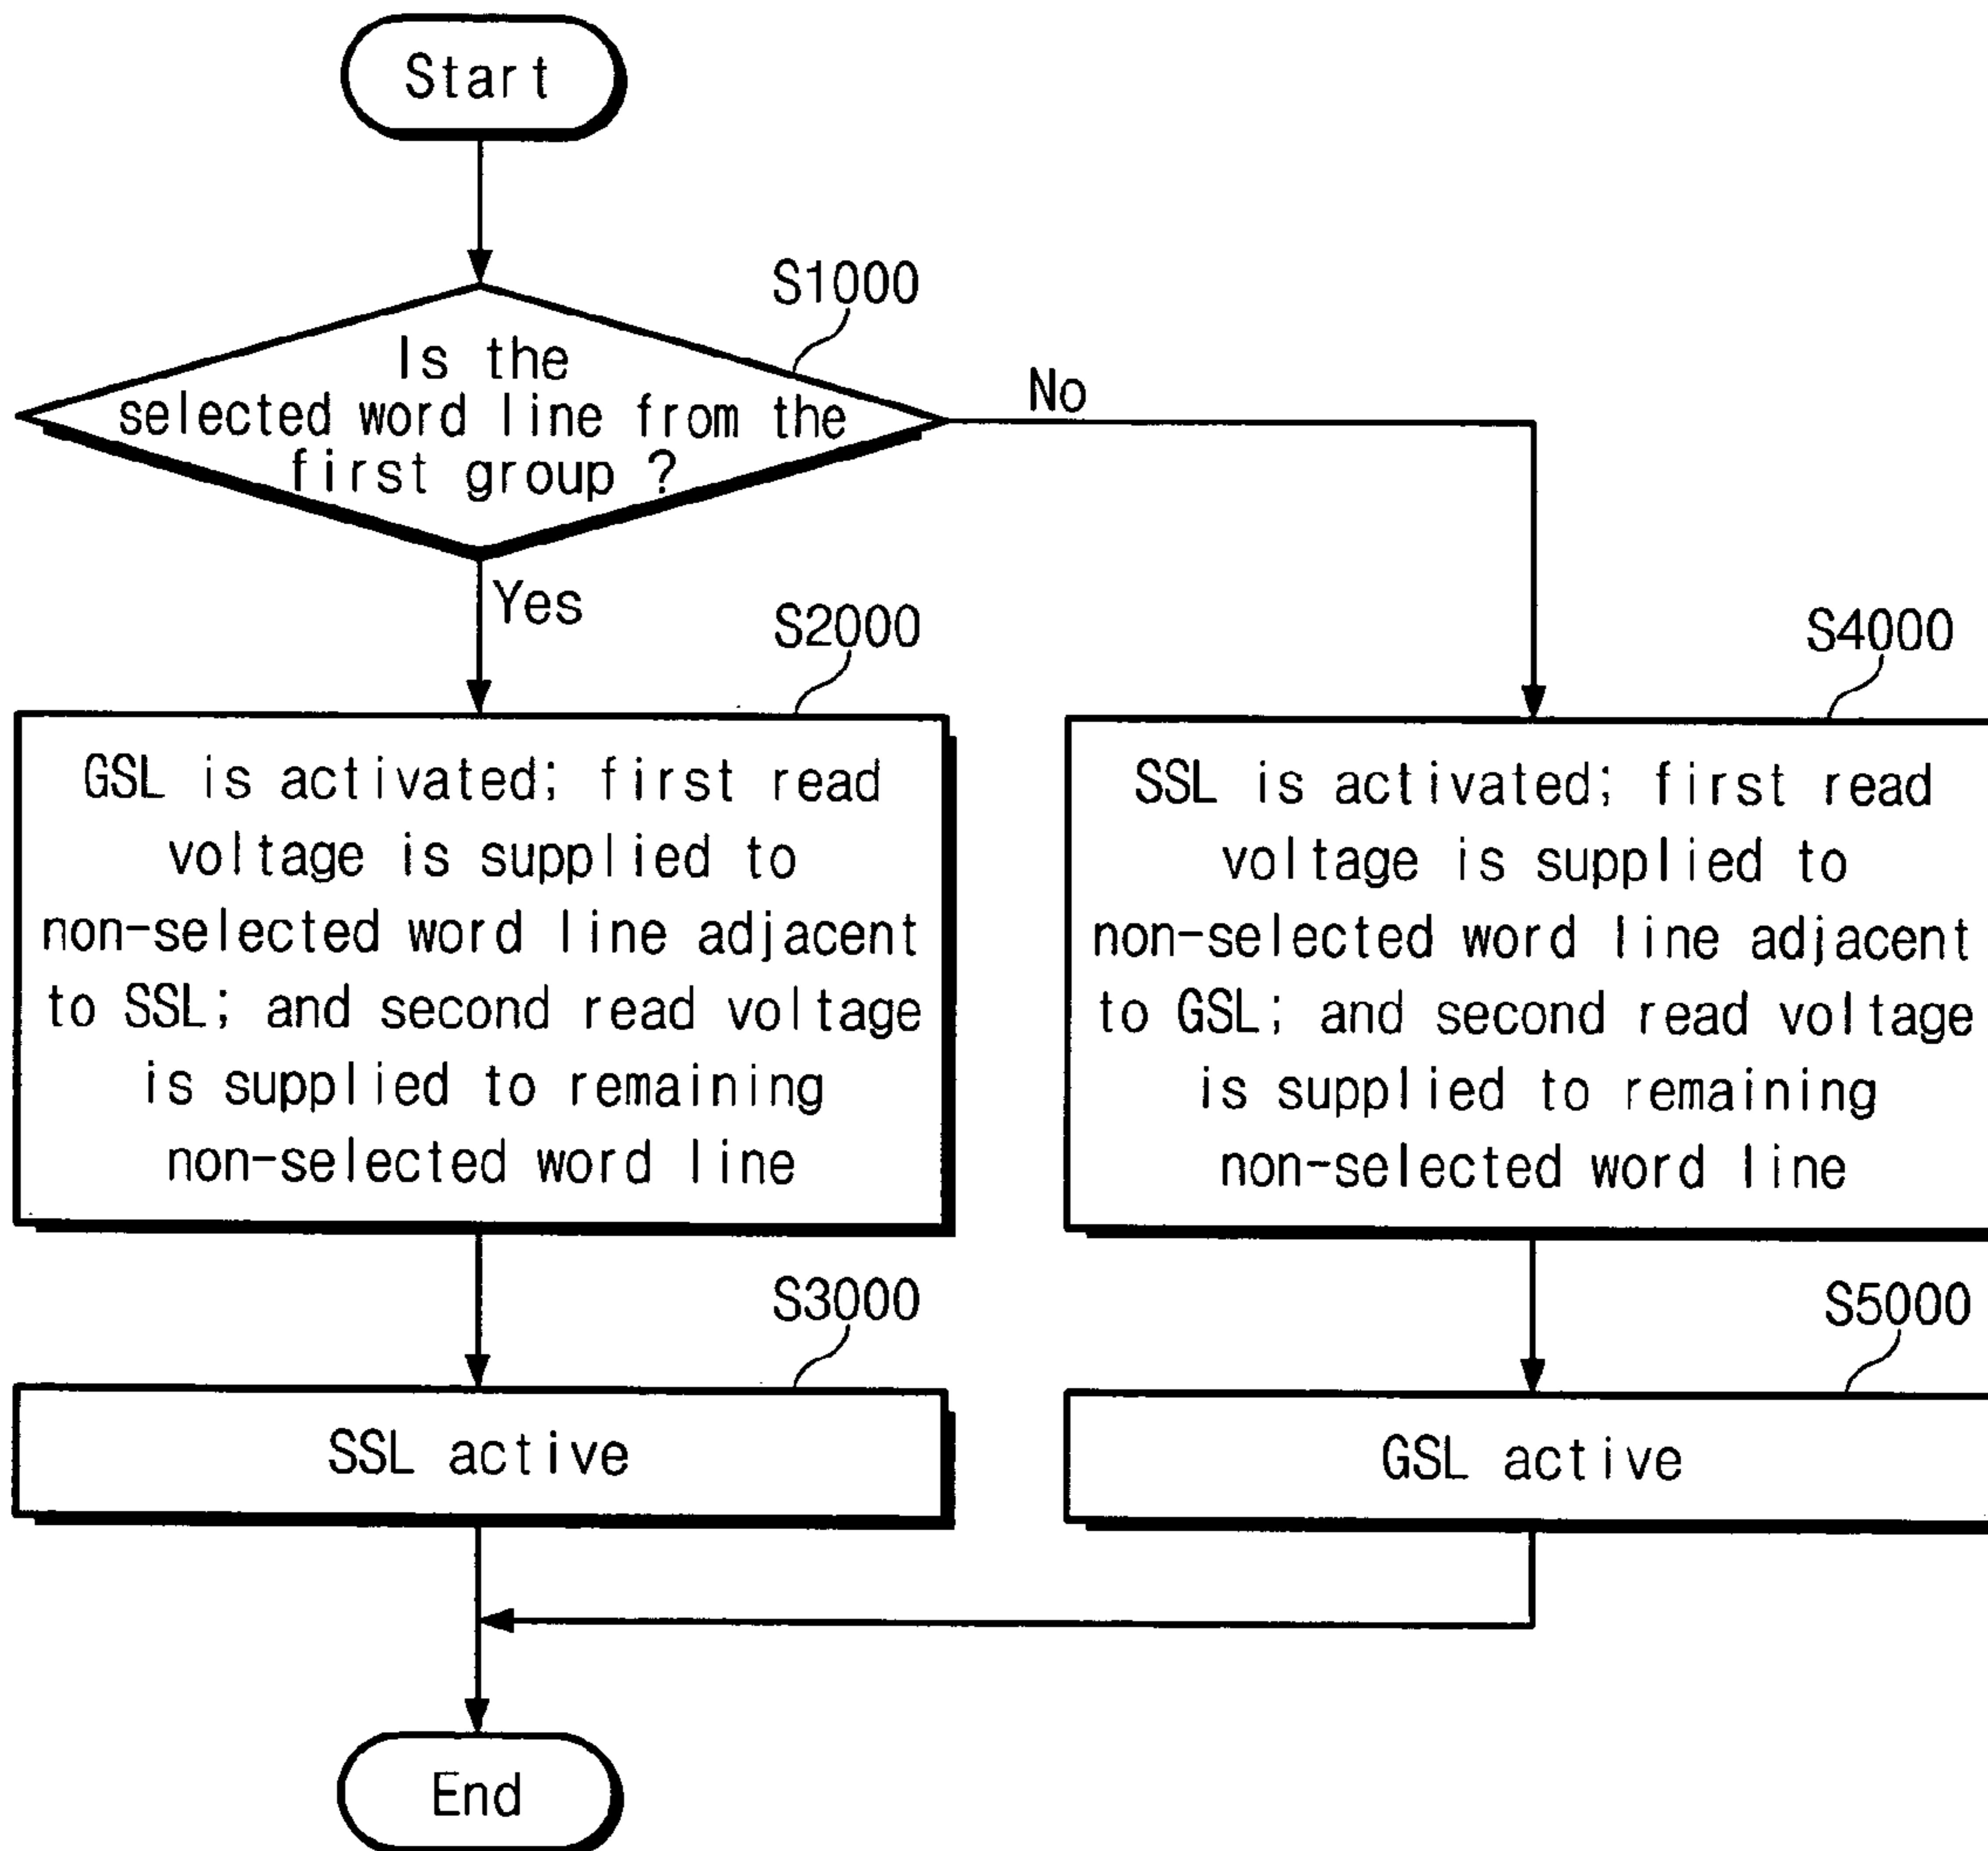 Start
S1000
Is the
selected word line from the
first group ?
No
Yes
S2000
GSL is activated; first read
voltage is supplied to
non-selected word line adjacent
to SSL; and second read voltage
is supplied to remaining
non-selected word line
S4000
SSL is activated; first read
voltage is supplied to
non-selected word line adjacent
to GSL; and second read voltage
is supplied to remaining
non-selected word line
S3000
SSL active
S5000
GSL active
End